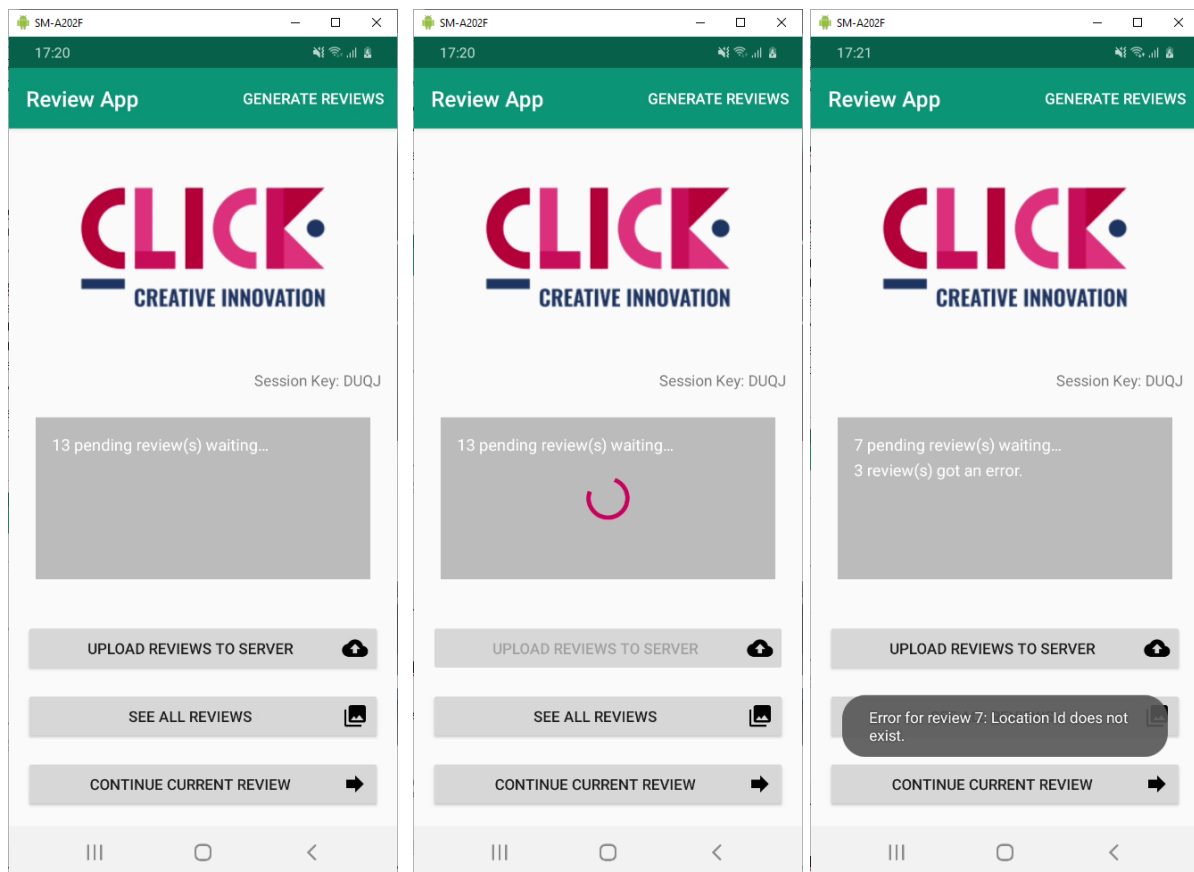 SM-A202F
17:20
Review App GENERATE REVIEWS
CLICK
CREATIVE INNOVATION
Session Key: DUQJ
13 pending review(s) waiting...
UPLOAD REVIEWS TO SERVER
SEE ALL REVIEWS
CONTINUE CURRENT REVIEW
SM-A202F
17:20
Review App GENERATE REVIEWS
CLICK
CREATIVE INNOVATION
Session Key: DUQJ
13 pending review(s) waiting...
UPLOAD REVIEWS TO SERVER
SEE ALL REVIEWS
CONTINUE CURRENT REVIEW
SM-A202F
17:21
Review App GENERATE REVIEWS
CLICK
CREATIVE INNOVATION
Session Key: DUQJ
7 pending review(s) waiting...
3 review(s) got an error.
UPLOAD REVIEWS TO SERVER
Error for review 7: Location Id does not
exist.
CONTINUE CURRENT REVIEW